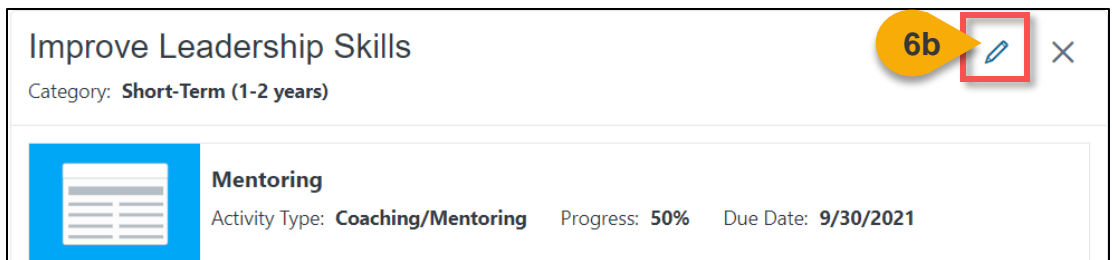 Improve Leadership Skills
6b
Category: Short-Term (1-2 years)
Mentoring
Activity Type: Coaching/Mentoring Progress: 50% Due Date: 9/30/2021